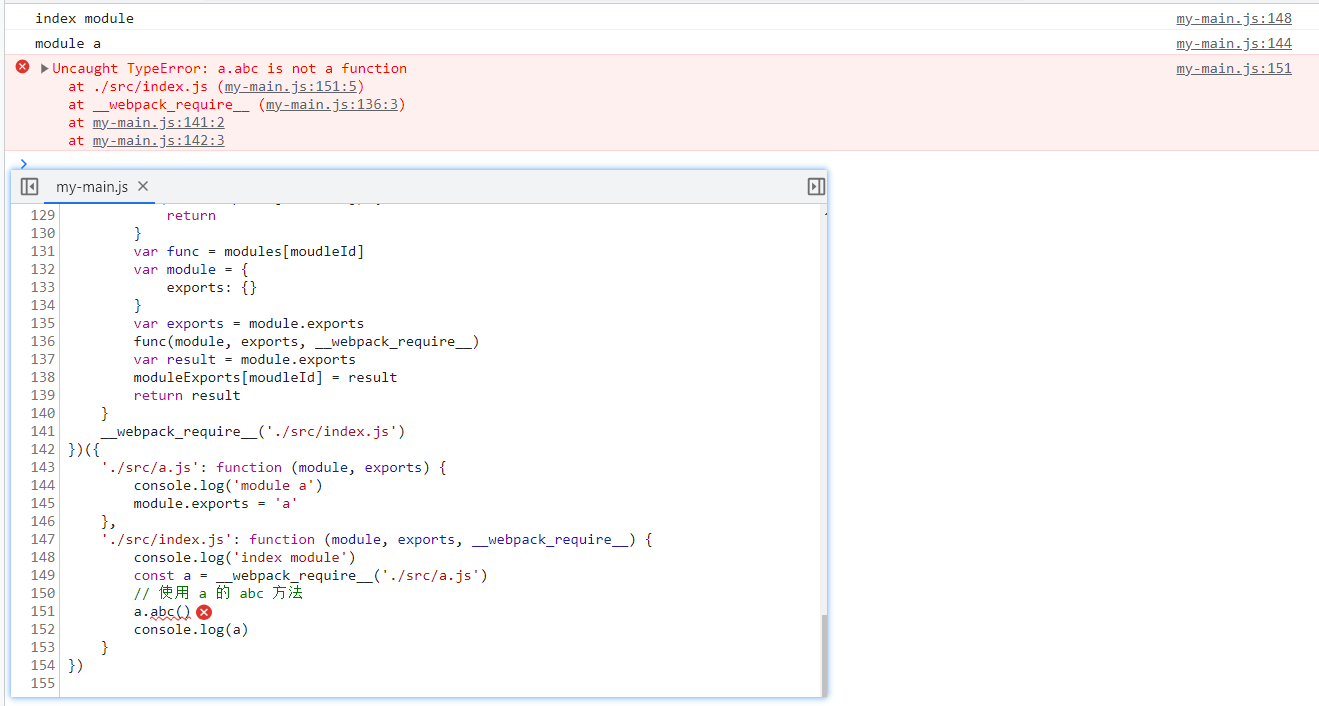 index module my-main.js:148
module a my-main.js:144
Uncaught TypeError: a.abc is not a function my-main.js:151
at ./src/index.js (my-main.js:151:5)
at __webpack_require__ (my-main.js:136:3)
at my-main.js:141:2
at my-main.js:142:3
my-main.js
129 return
130 }
131 var func = modules[moudleId]
132 var module = {
133 exports: {}
134 }
135 var exports = module.exports
136 func(module, exports, __webpack_require__)
137 var result = module.exports
138 moduleExports[moudleId] = result
139 return result
140 }
141 __webpack_require__('./src/index.js')
142 })({
143 './src/a.js': function (module, exports) {
144 console.log('module a')
145 module.exports = 'a'
146 },
147 './src/index.js': function (module, exports, __webpack_require__) {
148 console.log('index module')
149 const a = __webpack_require__('./src/a.js')
150 // 使用 a 的 abc 方法
151 a.abc()
152 console.log(a)
153 }
154 })
155